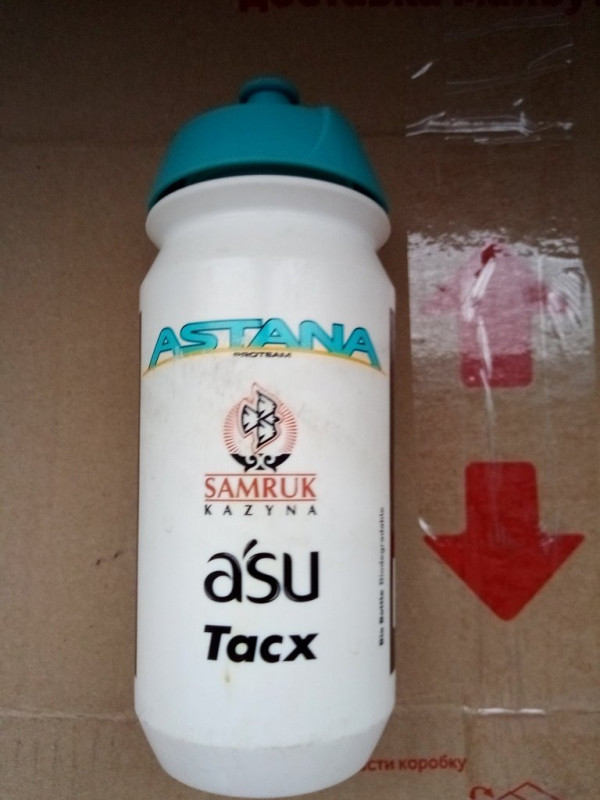 ASTANA
PROTEAM
SAMRUK
KAZYNA
a'su
Tacx
Bio Bottle Biodegradable
сти коробку